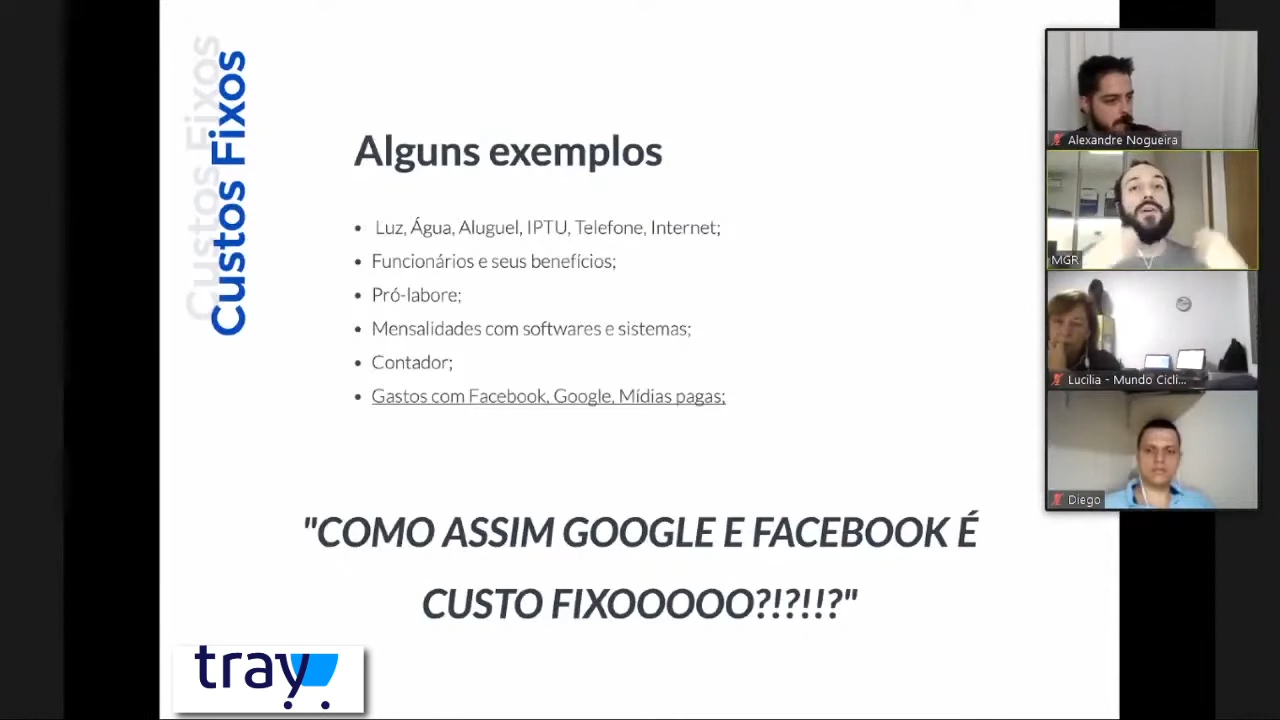 Custos Fixos
Custos Fixos
Alguns exemplos
• Luz, Água, Aluguel, IPTU, Telefone, Internet;
• Funcionários e seus benefícios;
• Pró-labore;
• Mensalidades com softwares e sistemas;
• Contador;
• Gastos com Facebook, Google, Mídias pagas;
"COMO ASSIM GOOGLE E FACEBOOK É
CUSTO FIXOOOOO?!?!!?"
tray
Alexandre Nogueira
MGR
Lucilia - Mundo Cicli...
Diego